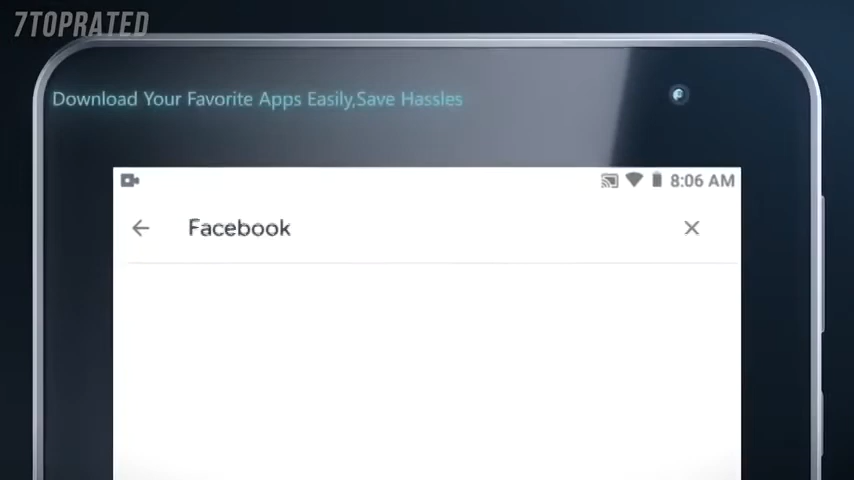 7TOPRATED
Download Your Favorite Apps Easily,Save Hassles
8:06 AM
Facebook